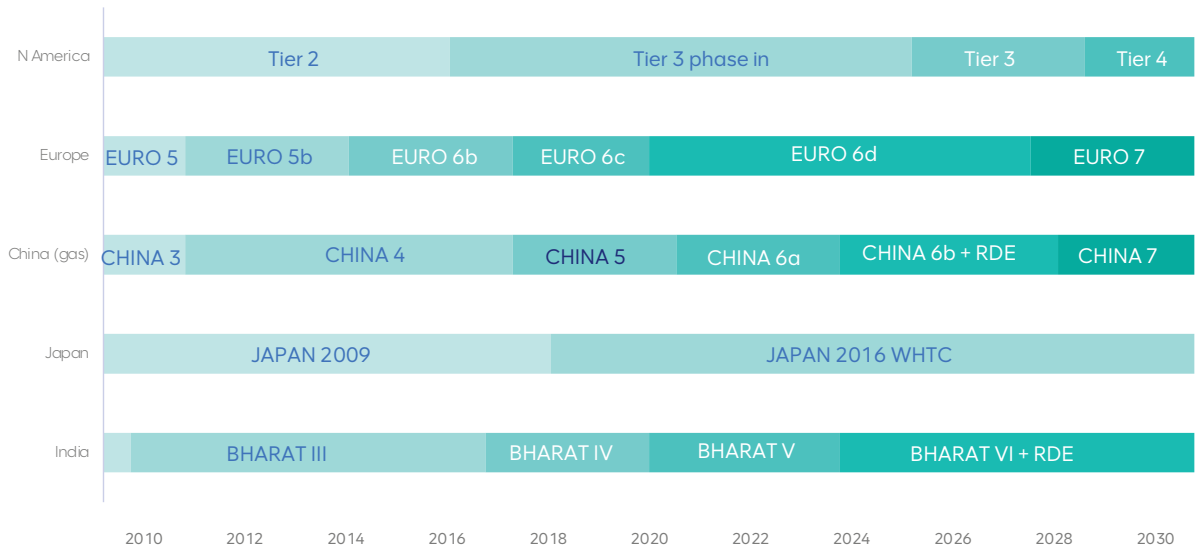 N America
Tier 2
Tier 3 phase in
Tier 3
Tier 4
Europe
EURO 5
EURO 5b
EURO 6b
EURO 6c
EURO 6d
EURO 7
China (gas)
CHINA 3
CHINA 4
CHINA 5
CHINA 6a
CHINA 6b + RDE
CHINA 7
Japan
JAPAN 2009
JAPAN 2016 WHTC
India
BHARAT III
BHARAT IV
BHARAT V
BHARAT VI + RDE
2010
2012
2014
2016
2018
2020
2022
2024
2026
2028
2030